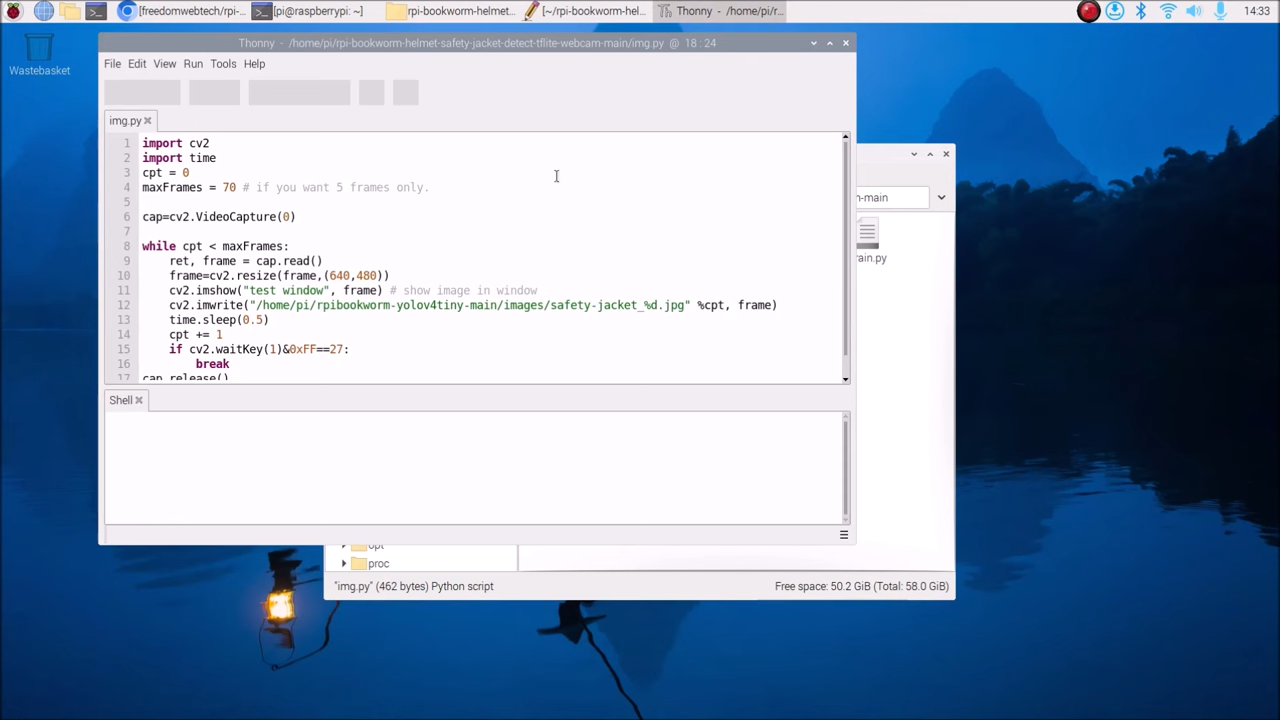 [freedomwebtech/rpi-...
[pi@raspberrypi: ~]
rpi-bookworm-helmet...
[~/rpi-bookworm-hel...
Thonny - /home/pi/r...
14:33
Wastebasket
Thonny - /home/pi/rpi-bookworm-helmet-safety-jacket-detect-tflite-webcam-main/img.py @ 18:24
File Edit View Run Tools Help
img.py
1 import cv2
2 import time
3 cpt = 0
4 maxFrames = 70 # if you want 5 frames only.
5
6 cap=cv2.VideoCapture(0)
7
8 while cpt < maxFrames:
9 ret, frame = cap.read()
10 frame=cv2.resize(frame,(640,480))
11 cv2.imshow("test window", frame) # show image in window
12 cv2.imwrite("/home/pi/rpibookworm-yolov4tiny-main/images/safety-jacket_%d.jpg" %cpt, frame)
13 time.sleep(0.5)
14 cpt += 1
15 if cv2.waitKey(1)&0xFF==27:
16 break
17 cap.release()
m-main
rain.py
Shell
opt
proc
"img.py" (462 bytes) Python script
Free space: 50.2 GiB (Total: 58.0 GiB)